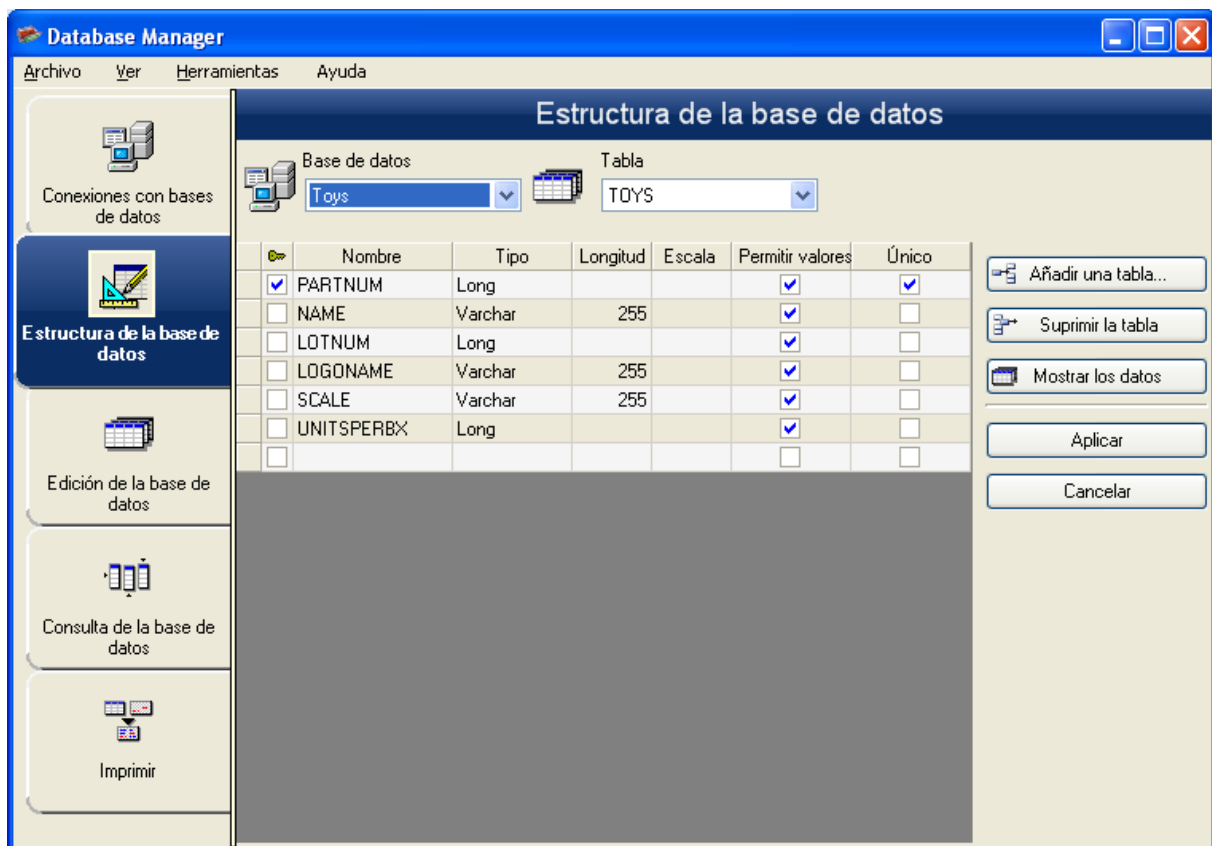 Database Manager
Archivo Ver Herramientas Ayuda
Estructura de la base de datos
Conexiones con bases
de datos
Estructura de la base de
datos
Edición de la base de
datos
Consulta de la base de
datos
Imprimir
Base de datos Tabla
Toys TOYS
Nombre Tipo Longitud Escala Permitir valores Único
PARTNUM Long
NAME Varchar 255
LOTNUM Long
LOGONAME Varchar 255
SCALE Varchar 255
UNITSPERBX Long
Añadir una tabla...
Suprimir la tabla
Mostrar los datos
Aplicar
Cancelar